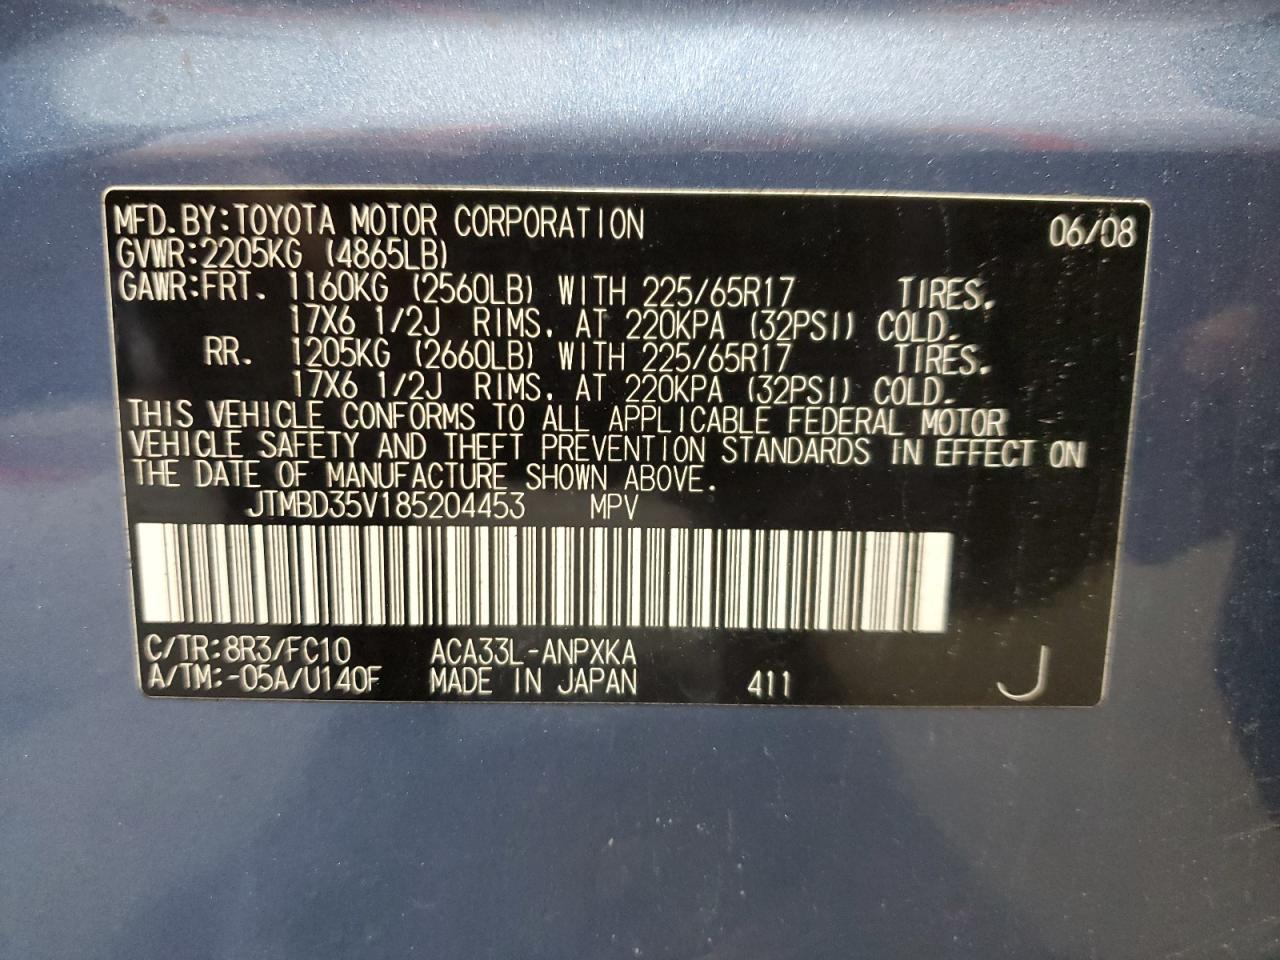 MFD.BY:TOYOTA MOTOR CORPORATION 06/08
GVWR:2205KG (4865LB)
GAWR:FRT. 1160KG (2560LB) WITH 225/65R17 TIRES,
17X6 1/2J RIMS, AT 220KPA (32PSI) COLD.
RR. 1205KG (2660LB) WITH 225/65R17 TIRES,
17X6 1/2J RIMS, AT 220KPA (32PSI) COLD.
THIS VEHICLE CONFORMS TO ALL APPLICABLE FEDERAL MOTOR
VEHICLE SAFETY AND THEFT PREVENTION STANDARDS IN EFFECT ON
THE DATE OF MANUFACTURE SHOWN ABOVE.
JTMBD35V185204453 MPV
C/TR:8R3/FC10 ACA33L-ANPXKA
A/TM:-05A/U140F MADE IN JAPAN 411 J